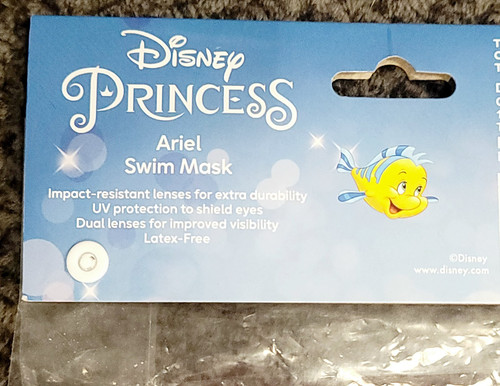 Disney
PRINCESS
Ariel
Swim Mask
Impact-resistant lenses for extra durability
UV protection to shield eyes
Dual lenses for improved visibility
Latex-Free
©Disney
www.disney.com